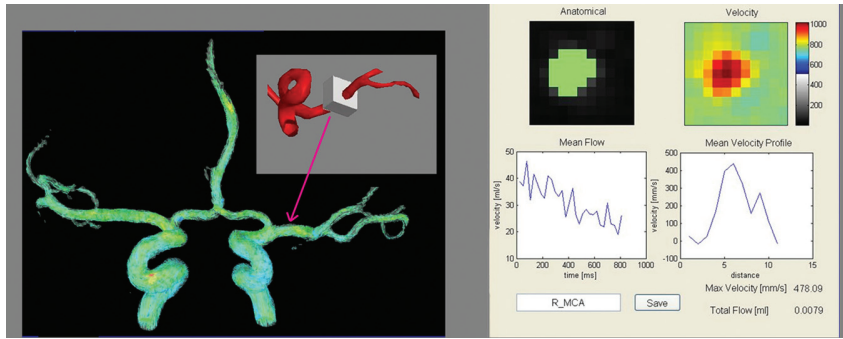 Anatomical
Velocity
1000
800
600
400
200
Mean Flow
50
40
30
20
10
velocity [ml/s]
0 200 400 600 800 1000
time [ms]
Mean Velocity Profile
500
400
300
200
100
0
-100
velocity [mm/s]
0 5 10 15
distance
R_MCA
Save
Max Velocity [mm/s] 478.09
Total Flow [ml] 0.0079